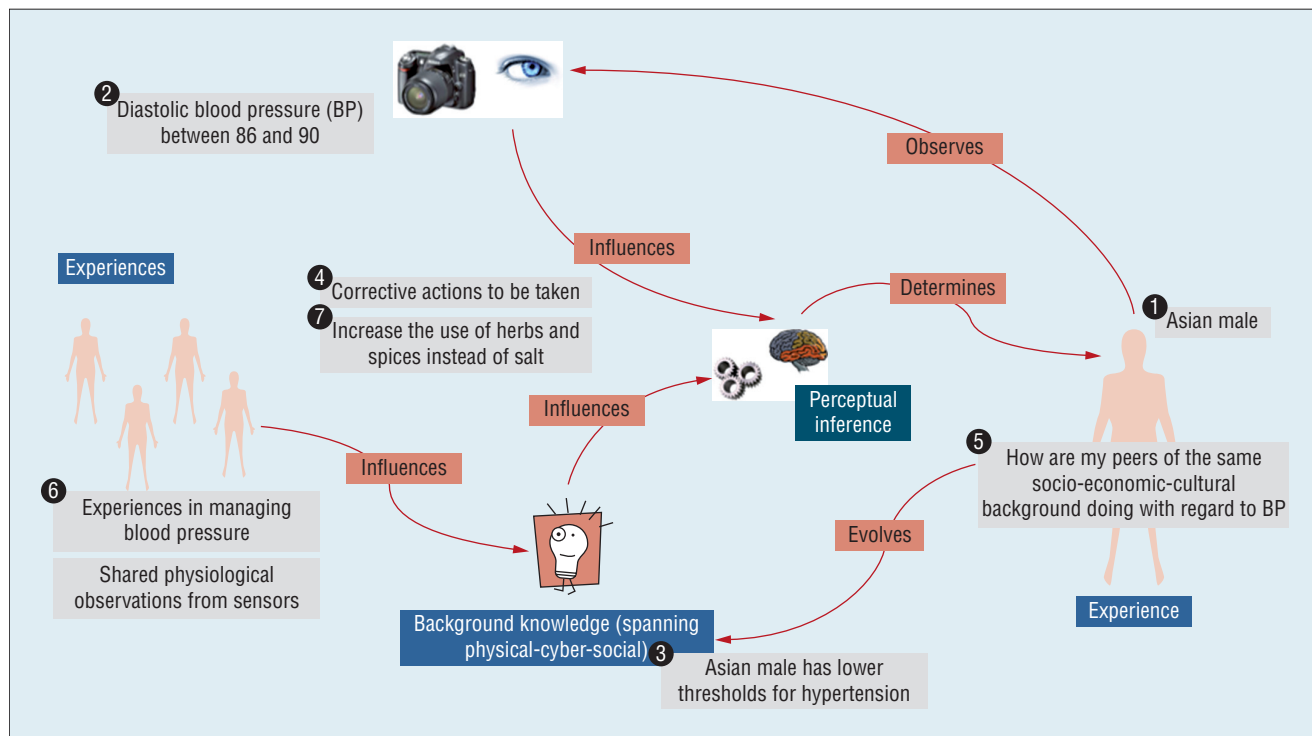 2
Diastolic blood pressure (BP)
between 86 and 90
Observes
Influences
Experiences
4
Corrective actions to be taken
7
Increase the use of herbs and
spices instead of salt
Determines
1
Asian male
Perceptual
inference
Influences
Influences
5
How are my peers of the same
socio-economic-cultural
background doing with regard to BP
6
Experiences in managing
blood pressure
Shared physiological
observations from sensors
Evolves
Experience
Background knowledge (spanning
physical-cyber-social)
3
Asian male has lower
thresholds for hypertension